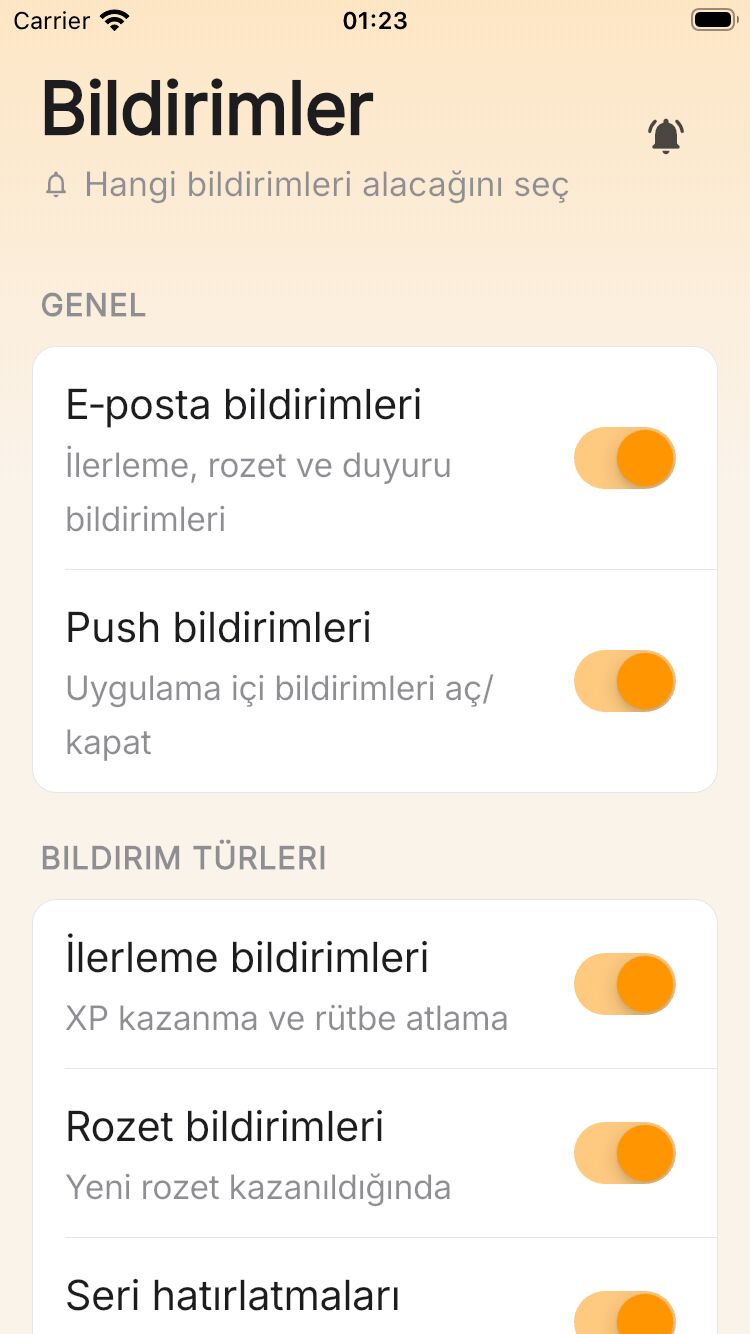 Carrier 01:23
Bildirimler
Hangi bildirimleri alacağını seç
GENEL
E-posta bildirimleri
İlerleme, rozet ve duyuru
bildirimleri
Push bildirimleri
Uygulama içi bildirimleri aç/
kapat
BILDIRIM TÜRLERI
İlerleme bildirimleri
XP kazanma ve rütbe atlama
Rozet bildirimleri
Yeni rozet kazanıldığında
Seri hatırlatmaları